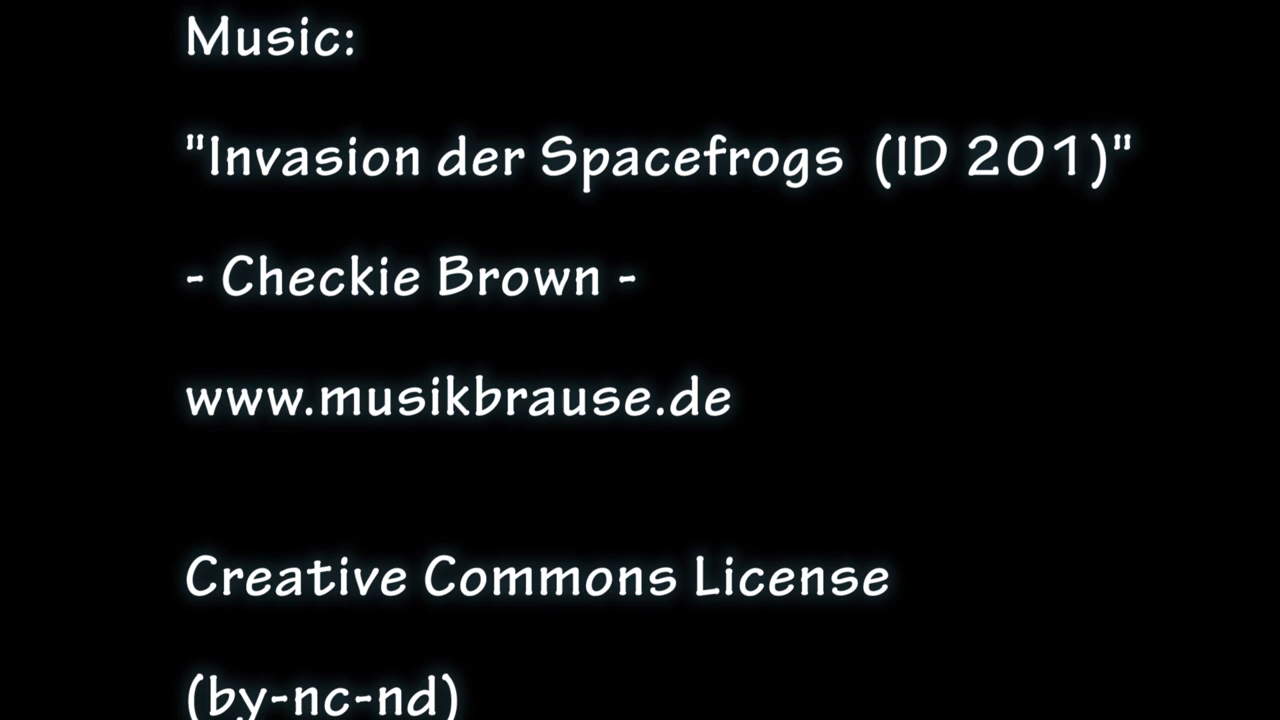 Music:
"Invasion der Spacefrogs (ID 201)"
- Checkie Brown -
www.musikbrause.de
Creative Commons License
(by-nc-nd)